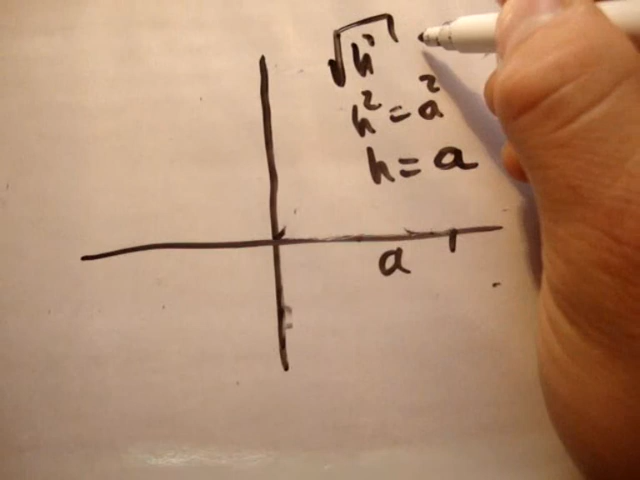 √h²
h² = a²
h = a
a